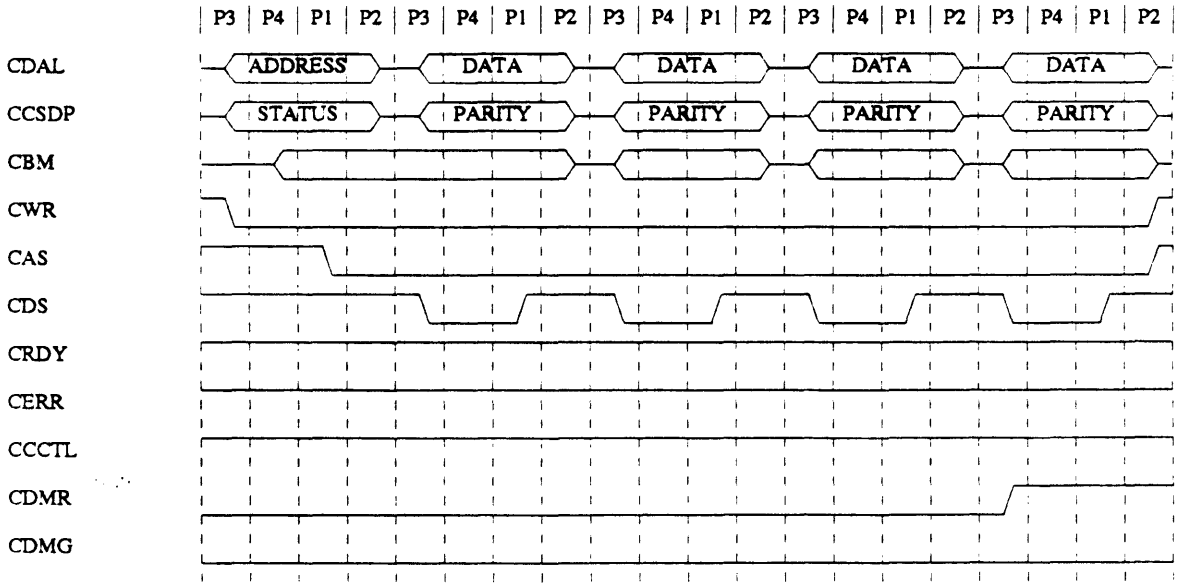 P3 P4 P1 P2 P3 P4 P1 P2 P3 P4 P1 P2 P3 P4 P1 P2 P3 P4 P1 P2
CDAL ADDRESS DATA DATA DATA DATA
CCSDP STATUS PARITY PARITY PARITY PARITY
CBM
CWR
CAS
CDS
CRDY
CERR
CCCTL
CDMR
CDMG